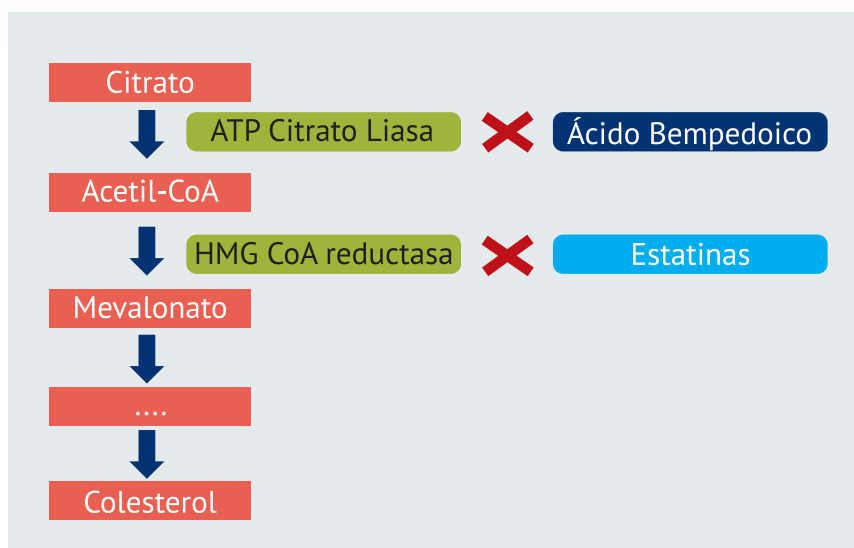 Citrato
ATP Citrato Liasa
Ácido Bempedoico
Acetil-CoA
HMG CoA reductasa
Estatinas
Mevalonato
....
Colesterol